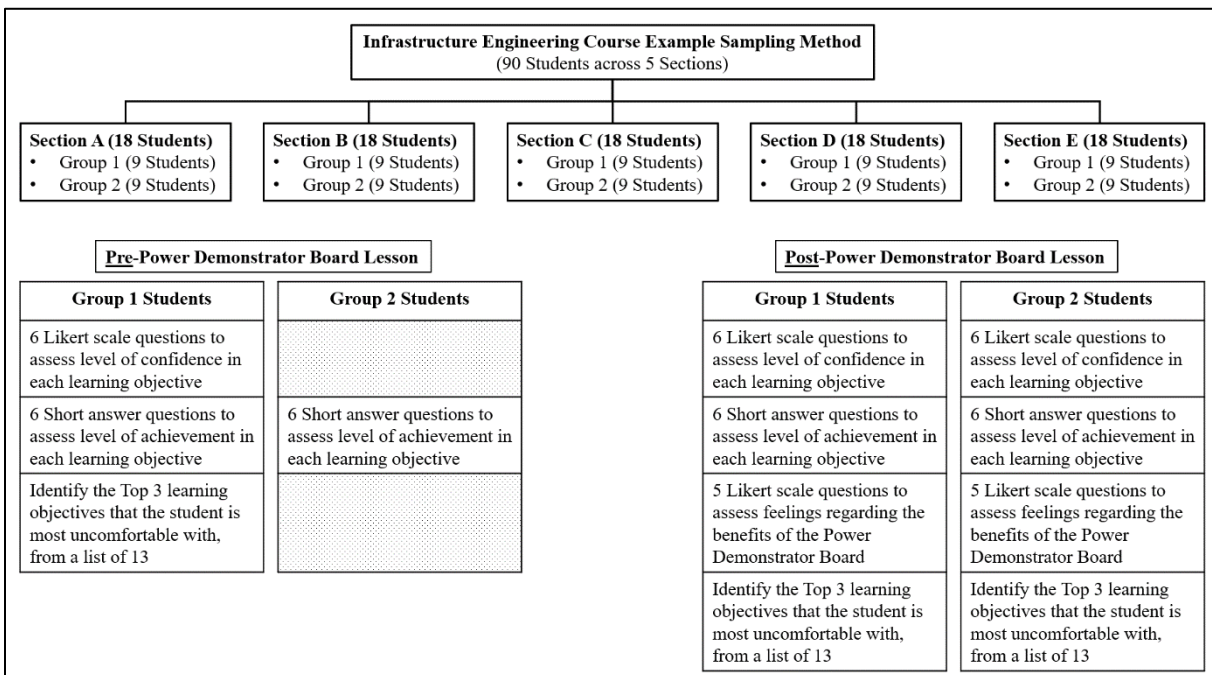 Infrastructure Engineering Course Example Sampling Method
(90 Students across 5 Sections)
Section A (18 Students)
• Group 1 (9 Students)
• Group 2 (9 Students)
Section B (18 Students)
• Group 1 (9 Students)
• Group 2 (9 Students)
Section C (18 Students)
• Group 1 (9 Students)
• Group 2 (9 Students)
Section D (18 Students)
• Group 1 (9 Students)
• Group 2 (9 Students)
Section E (18 Students)
• Group 1 (9 Students)
• Group 2 (9 Students)
Pre-Power Demonstrator Board Lesson
Group 1 Students
6 Likert scale questions to
assess level of confidence in
each learning objective
6 Short answer questions to
assess level of achievement in
each learning objective
Identify the Top 3 learning
objectives that the student is
most uncomfortable with,
from a list of 13
Group 2 Students
6 Short answer questions to
assess level of achievement in
each learning objective
Post-Power Demonstrator Board Lesson
Group 1 Students
6 Likert scale questions to
assess level of confidence in
each learning objective
6 Short answer questions to
assess level of achievement in
each learning objective
5 Likert scale questions to
assess feelings regarding the
benefits of the Power
Demonstrator Board
Identify the Top 3 learning
objectives that the student is
most uncomfortable with,
from a list of 13
Group 2 Students
6 Likert scale questions to
assess level of confidence in
each learning objective
6 Short answer questions to
assess level of achievement in
each learning objective
5 Likert scale questions to
assess feelings regarding the
benefits of the Power
Demonstrator Board
Identify the Top 3 learning
objectives that the student is
most uncomfortable with,
from a list of 13